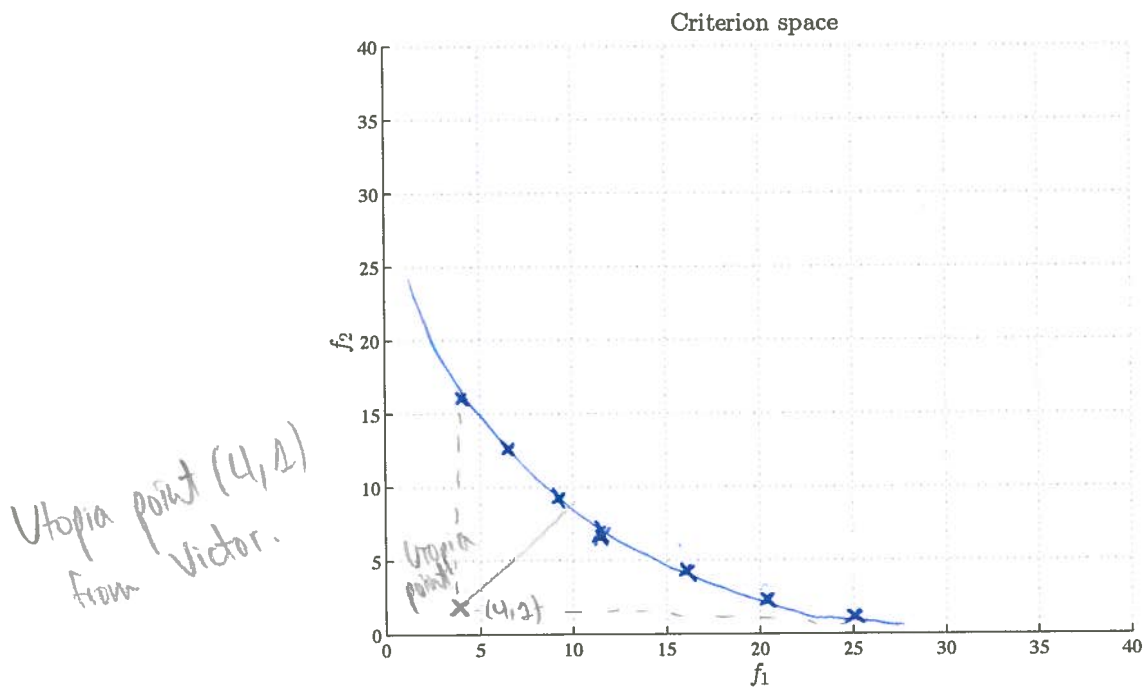 Criterion space
40
35
30
25
f₂
20
15
10
5
0
0 5 10 15 20 25 30 35 40
f₁
Utopia point (4,1)
from Victor.
Utopia
point
(4,1)